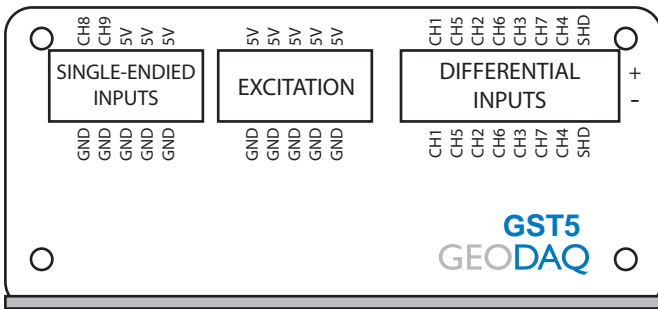 CH8 CH9 5V 5V 5V
5V 5V 5V 5V 5V
CH1 CH5 CH2 CH6 CH3 CH7 CH4 SHD
SINGLE-ENDIED
INPUTS
EXCITATION
DIFFERENTIAL
INPUTS
+
-
GND GND GND GND GND
GND GND GND GND GND
CH1 CH5 CH2 CH6 CH3 CH7 CH4 SHD
GST5
GEODAQ